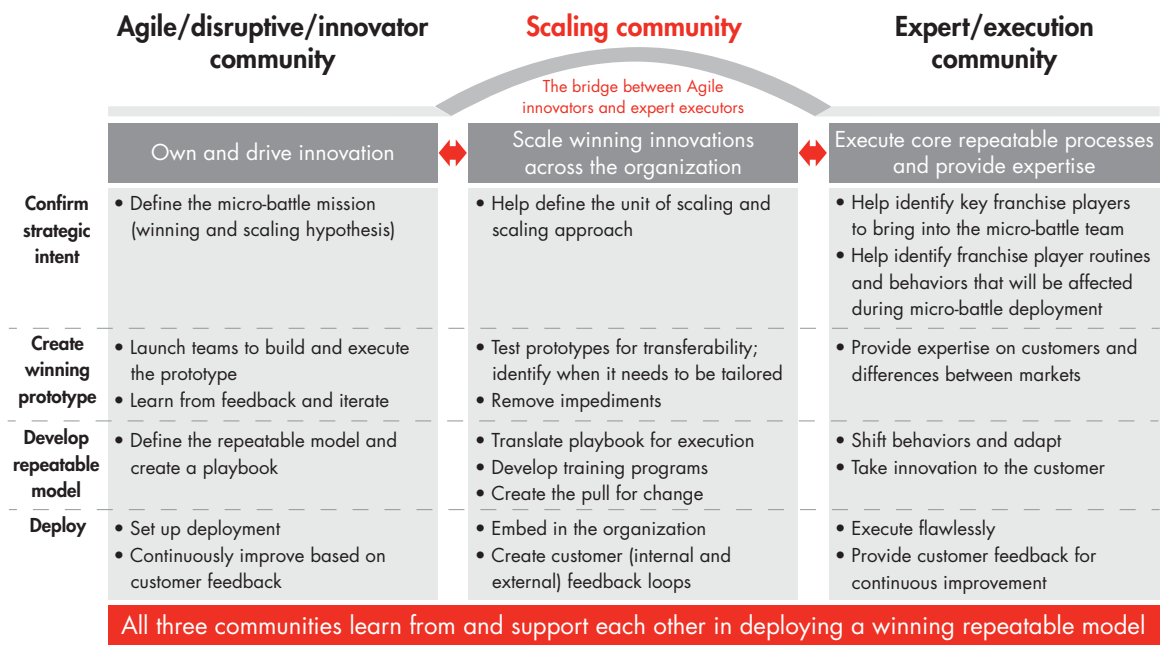 Agile/disruptive/innovator
community
Scaling community
Expert/execution
community
The bridge between Agile
innovators and expert executors
Own and drive innovation
Scale winning innovations
across the organization
Execute core repeatable processes
and provide expertise
Confirm
strategic
intent
• Define the micro-battle mission
(winning and scaling hypothesis)
• Help define the unit of scaling and
scaling approach
• Help identify key franchise players
to bring into the micro-battle team
• Help identify franchise player routines
and behaviors that will be affected
during micro-battle deployment
Create
winning
prototype
• Launch teams to build and execute
the prototype
• Learn from feedback and iterate
• Test prototypes for transferability;
identify when it needs to be tailored
• Remove impediments
• Provide expertise on customers and
differences between markets
Develop
repeatable
model
• Define the repeatable model and
create a playbook
• Translate playbook for execution
• Develop training programs
• Create the pull for change
• Shift behaviors and adapt
• Take innovation to the customer
Deploy
• Set up deployment
• Continuously improve based on
customer feedback
• Embed in the organization
• Create customer (internal and
external) feedback loops
• Execute flawlessly
• Provide customer feedback for
continuous improvement
All three communities learn from and support each other in deploying a winning repeatable model